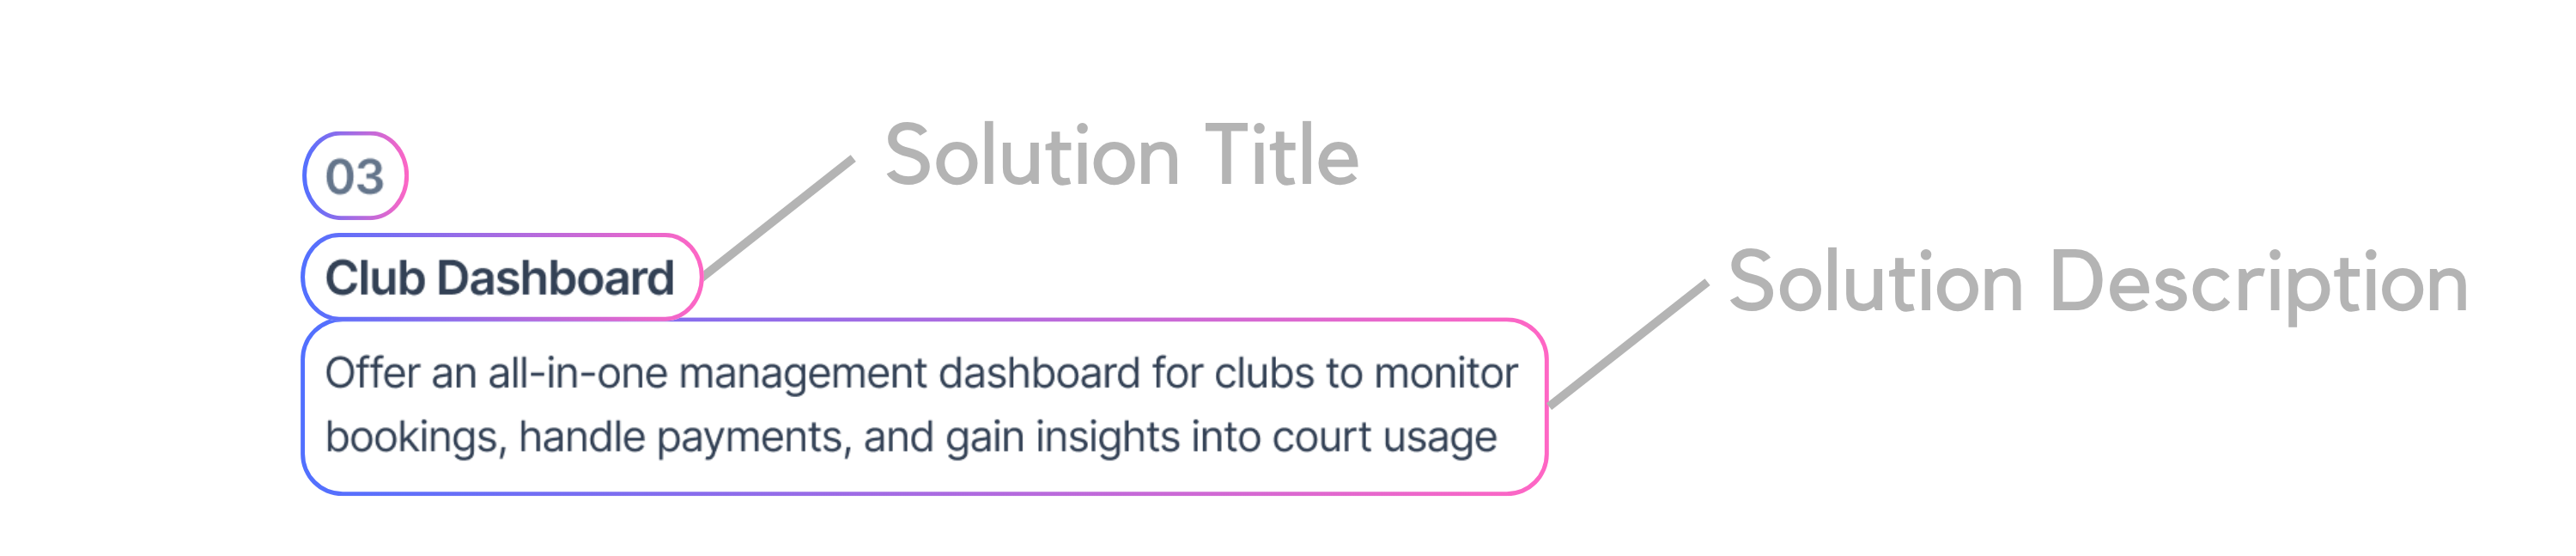 03
Solution Title
Club Dashboard
Solution Description
Offer an all-in-one management dashboard for clubs to monitor
bookings, handle payments, and gain insights into court usage